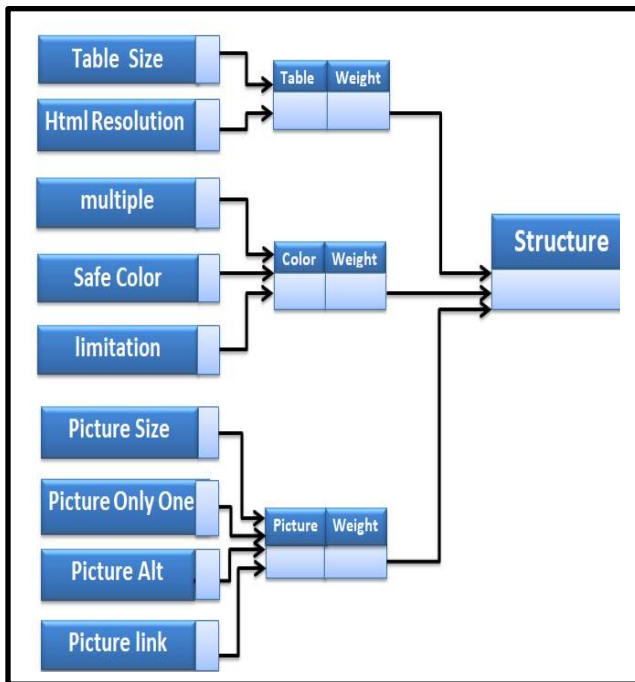 Table Size
Html Resolution
Table Weight
multiple
Safe Color
limitation
Color Weight
Picture Size
Picture Only One
Picture Alt
Picture link
Picture Weight
Structure